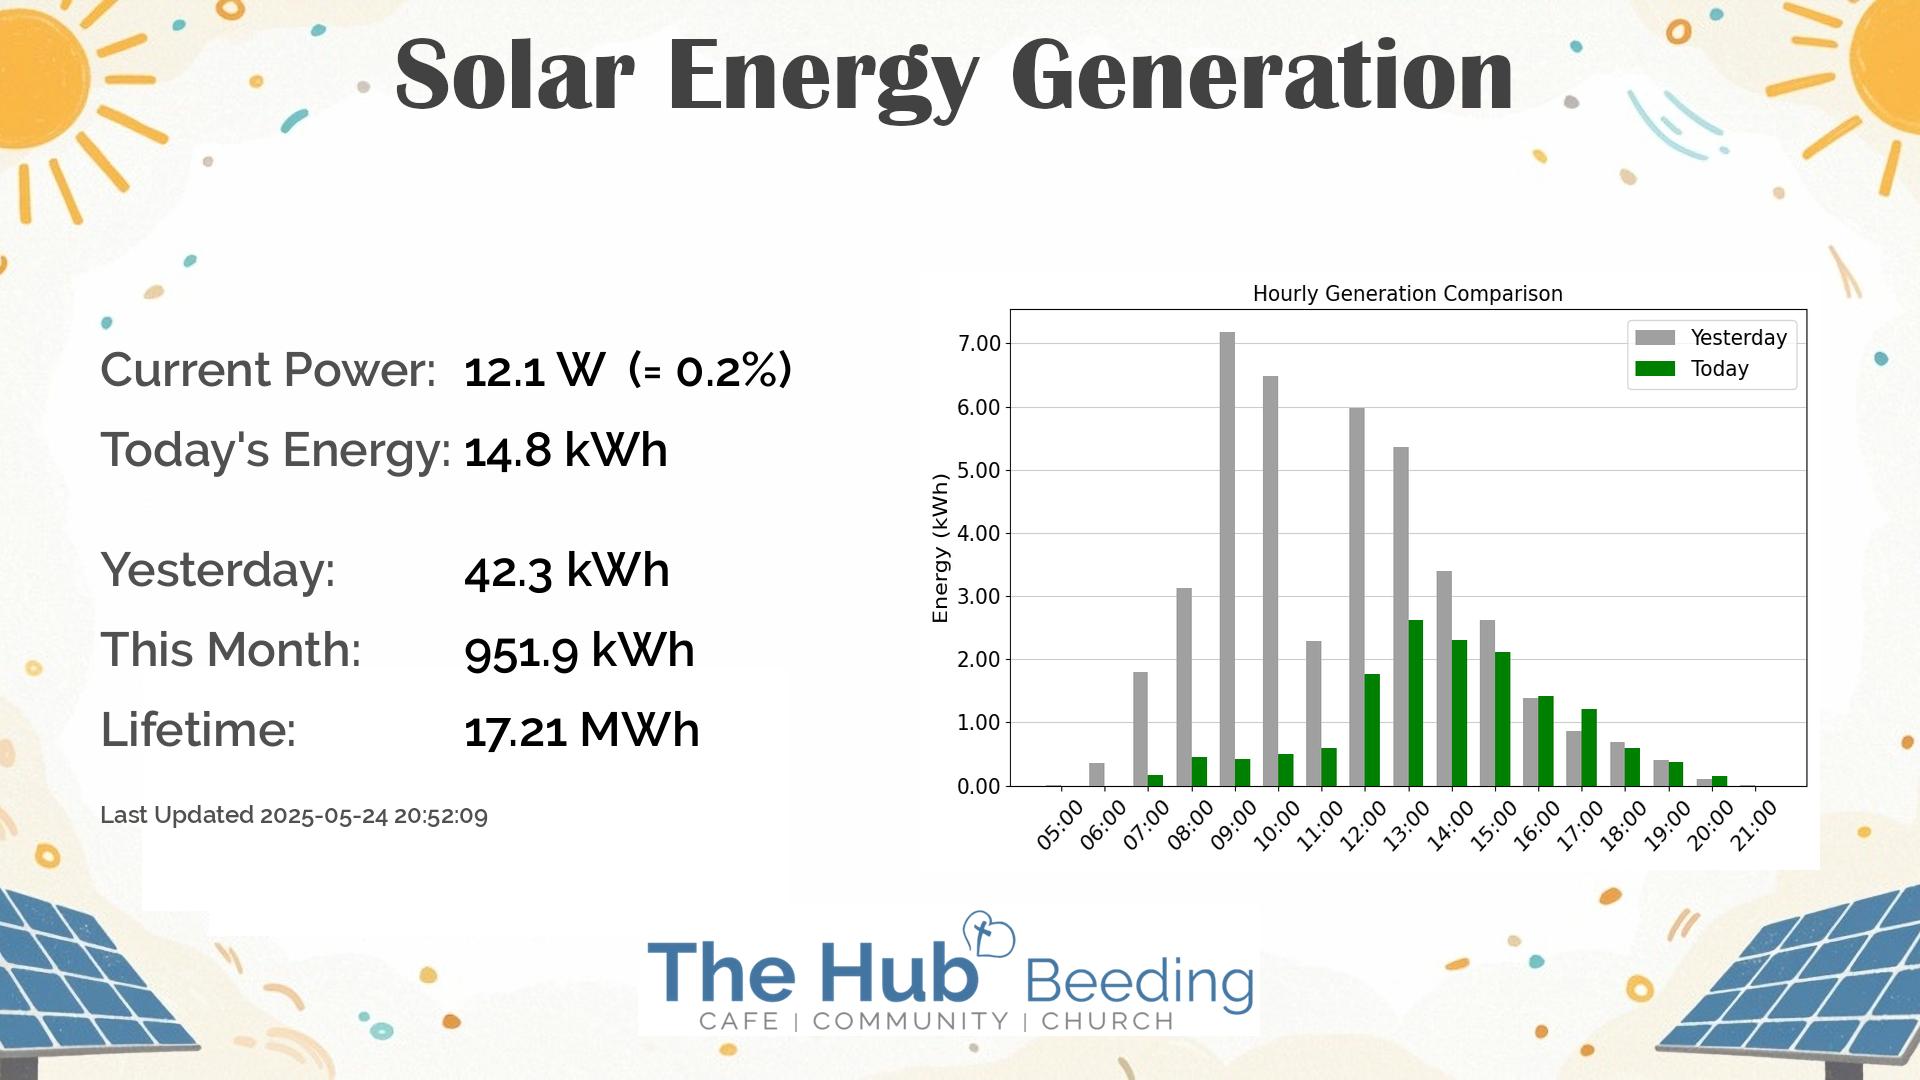 Solar Energy Generation
Current Power: 12.1 W (= 0.2%)
Today's Energy: 14.8 kWh
Yesterday: 42.3 kWh
This Month: 951.9 kWh
Lifetime: 17.21 MWh
Last Updated 2025-05-24 20:52:09
Hourly Generation Comparison
Yesterday
Today
Energy (kWh)
7.00
6.00
5.00
4.00
3.00
2.00
1.00
0.00
05:00 06:00 07:00 08:00 09:00 10:00 11:00 12:00 13:00 14:00 15:00 16:00 17:00 18:00 19:00 20:00 21:00
The Hub Beeding
CAFE | COMMUNITY | CHURCH